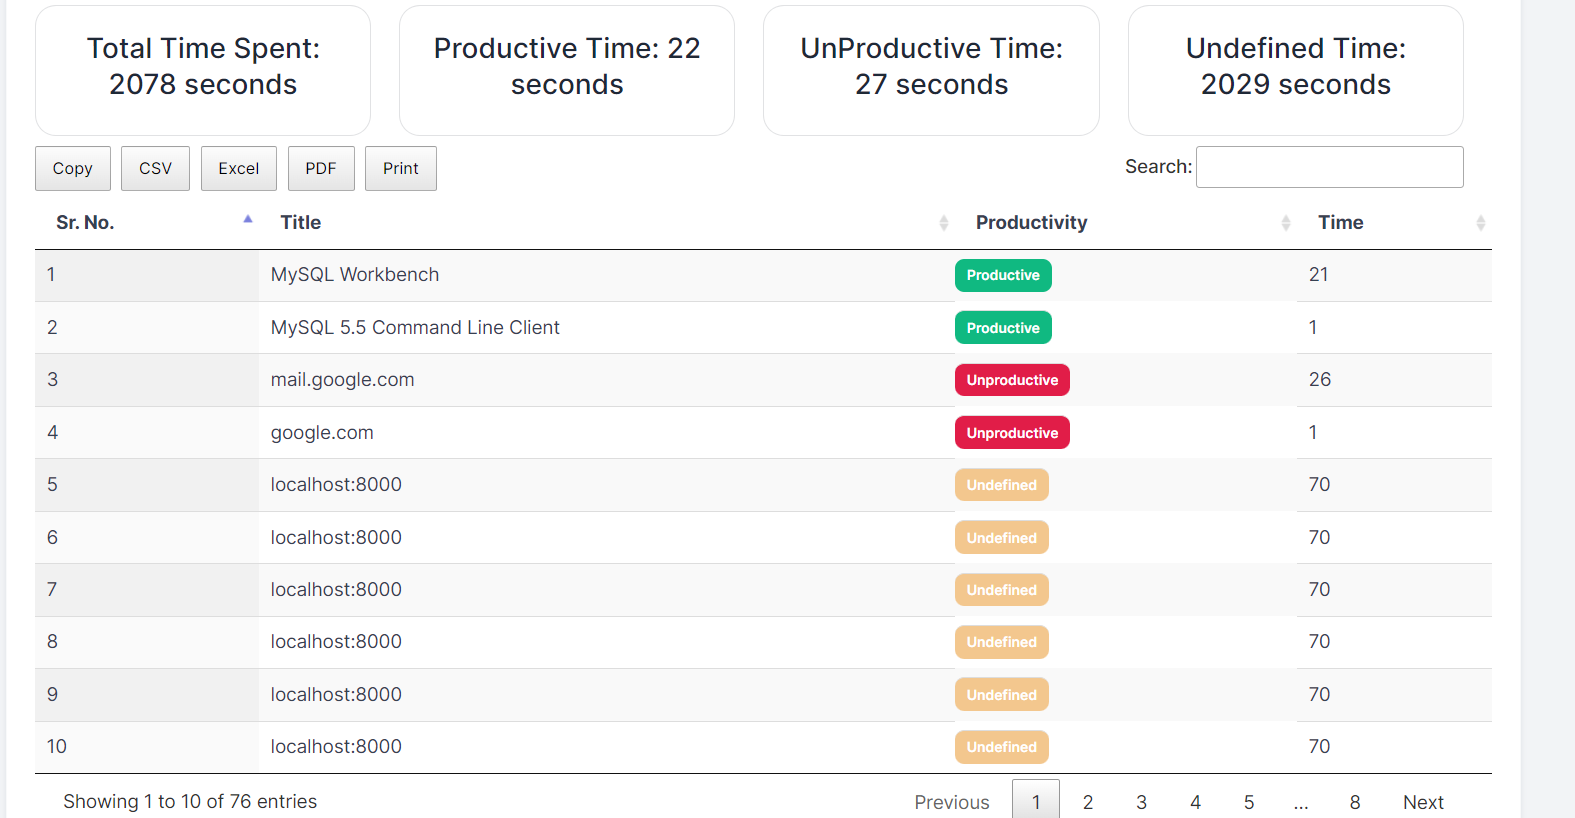 Total Time Spent: 2078 seconds
Productive Time: 22 seconds
UnProductive Time: 27 seconds
Undefined Time: 2029 seconds
Copy CSV Excel PDF Print Search:
Sr. No. Title Productivity Time
1 MySQL Workbench Productive 21
2 MySQL 5.5 Command Line Client Productive 1
3 mail.google.com Unproductive 26
4 google.com Unproductive 1
5 localhost:8000 Undefined 70
6 localhost:8000 Undefined 70
7 localhost:8000 Undefined 70
8 localhost:8000 Undefined 70
9 localhost:8000 Undefined 70
10 localhost:8000 Undefined 70
Showing 1 to 10 of 76 entries Previous 1 2 3 4 5 ... 8 Next